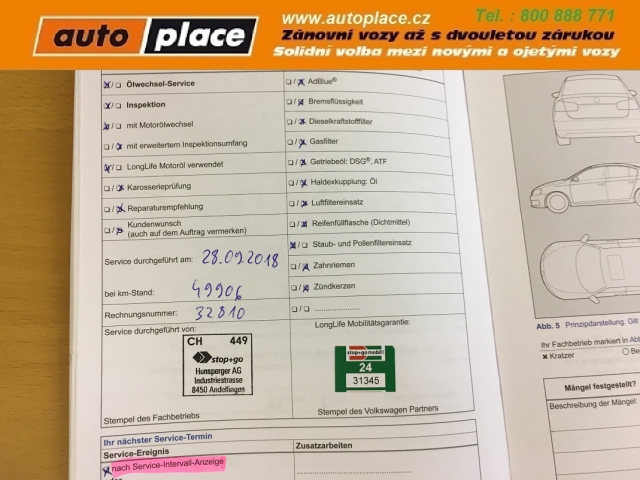 auto place
www.autoplace.cz
Tel. : 800 888 771
Zánovní vozy až s dvouletou zárukou
Solidní volba mezi novými a ojetými vozy
Ölwechsel-Service
Inspektion
mit Motorölwechsel
mit erweitertem Inspektionsumfang
LongLife Motoröl verwendet
Karosserieprüfung
Reparaturempfehlung
Kundenwunsch
(auch auf dem Auftrag vermerken)
Service durchgeführt am: 28.09.2018
bei km-Stand: 49906
Rechnungsnummer: 32810
Service durchgeführt von:
CH 449
stop+go
Hunsperger AG
Industriestrasse
8450 Andelfingen
Stempel des Fachbetriebs
AdBlue®
Bremsflüssigkeit
Dieselkraftstofffilter
Gasfilter
Getriebeöl: DSG®, ATF
Haldexkupplung: Öl
Luftfiltereinsatz
Reifenfüllflasche (Dichtmittel)
Staub- und Pollenfiltereinsatz
Zahnriemen
Zündkerzen
LongLife Mobilitätsgarantie:
stop+go mobil
24
31345
Stempel des Volkswagen Partners
Ihr nächster Service-Termin
Service-Ereignis
Zusatzarbeiten
nach Service-Intervall-Anzeige
Abb. 5 Prinzipdarstellung. Gilt
Ihr Fachbetrieb markiert in Abb
x Kratzer
Be
Mängel festgestellt?
Beschreibung der Mängel: